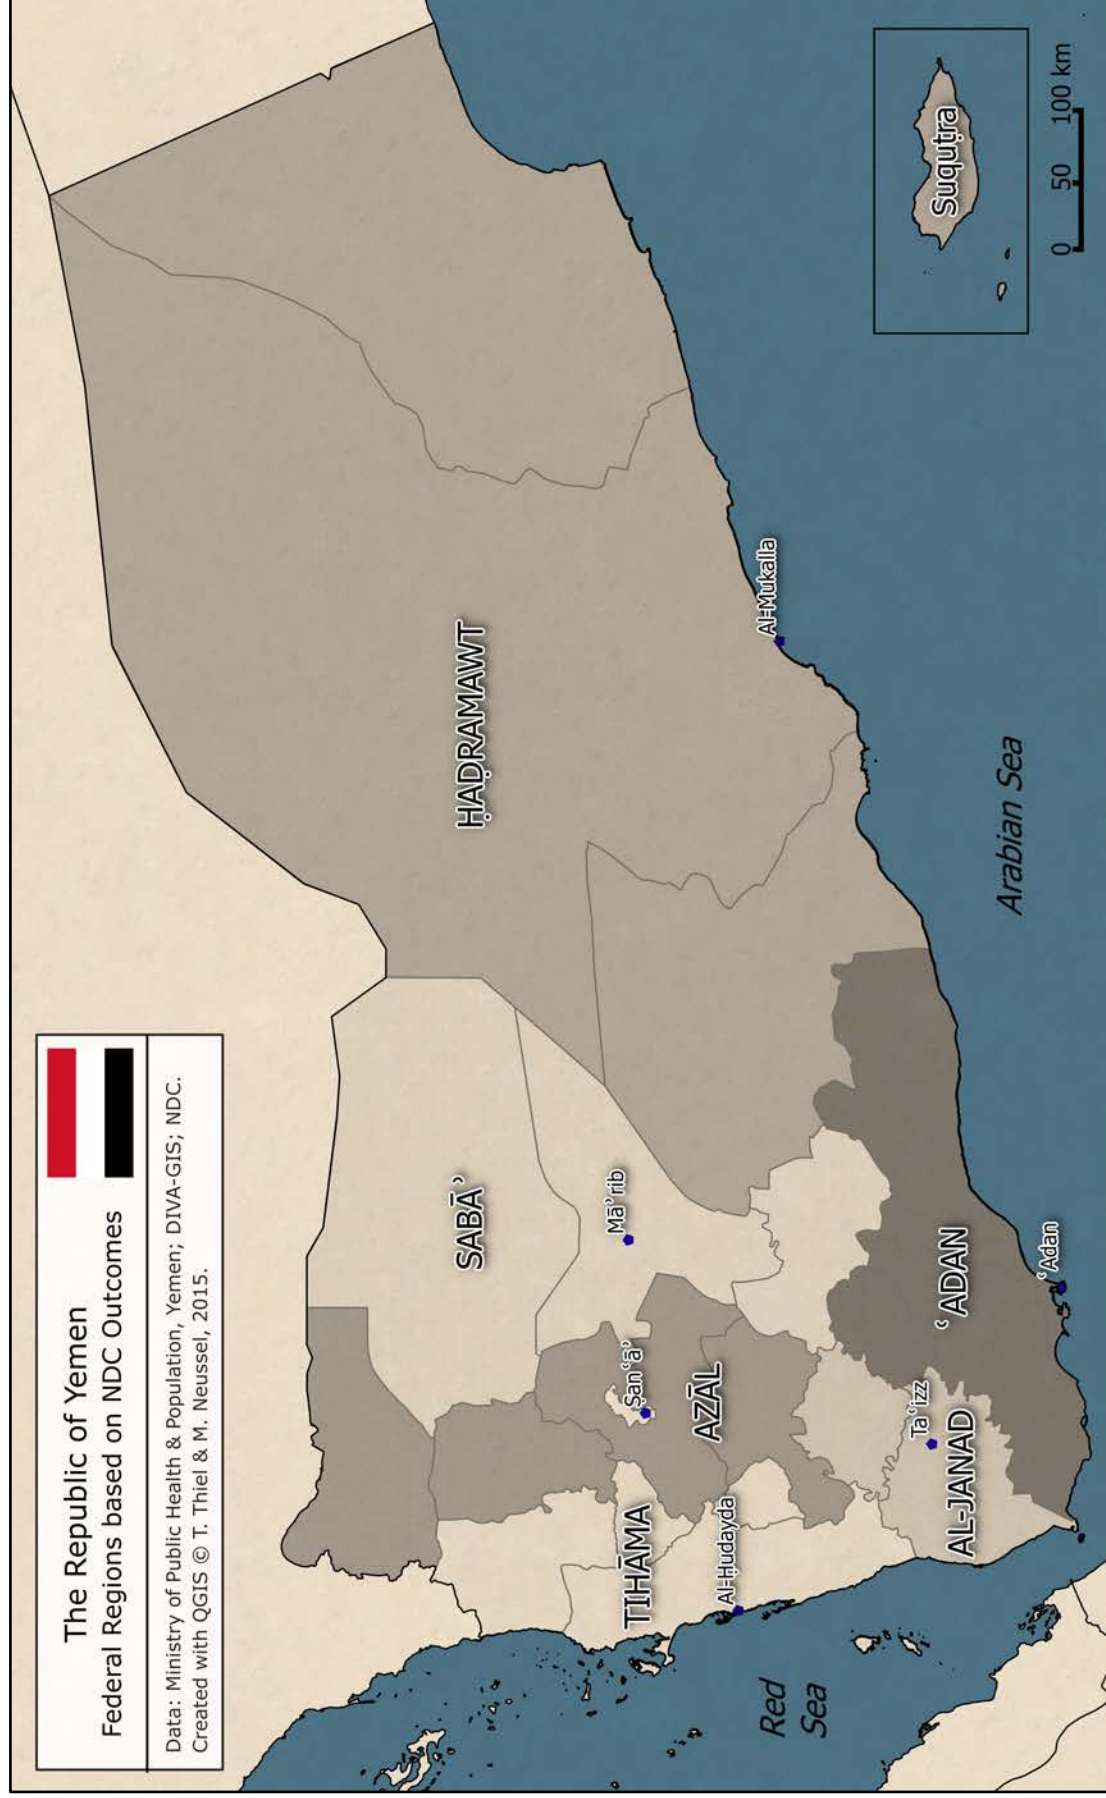 The Republic of Yemen
Federal Regions based on NDC Outcomes
Data: Ministry of Public Health & Population, Yemen; DIVA-GIS; NDC.
Created with QGIS © T. Thiel & M. Neussel, 2015.
SABĀʾ
ḤAḌRAMAWT
Māʾrib
Ṣanʿāʾ
AZĀL
TIHĀMA
Al-Ḥudayda
Al-Mukalla
Taʿizz
AL-JANAD
ʿADAN
ʿAdan
Red
Sea
Arabian Sea
Suquṭra
0 50 100 km